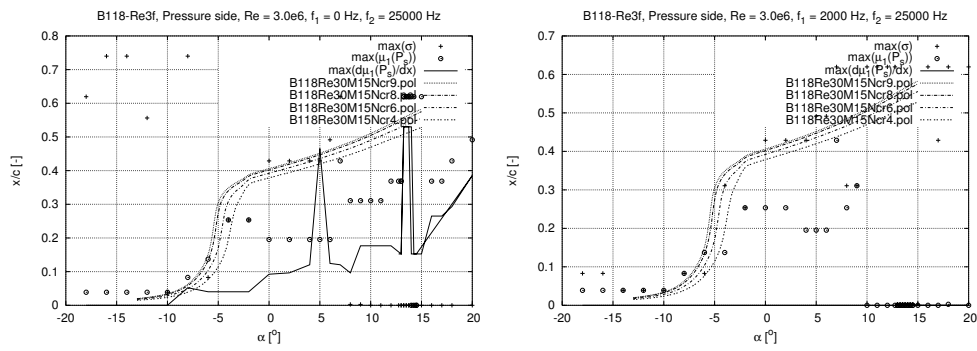 B118-Re3f, Pressure side, Re = 3.0e6, f₁ = 0 Hz, f₂ = 25000 Hz
max(σ)
max(μ₁(Pₛ))
max(dμ₁(Pₛ)/dx)
B118Re30M15Ncr9.pol
B118Re30M15Ncr8.pol
B118Re30M15Ncr6.pol
B118Re30M15Ncr4.pol
x/c [-]
0.8
0.7
0.6
0.5
0.4
0.3
0.2
0.1
0
-20 -15 -10 -5 0 5 10 15 20
α [°]
B118-Re3f, Pressure side, Re = 3.0e6, f₁ = 2000 Hz, f₂ = 25000 Hz
max(σ)
max(μ₁(Pₛ))
max(dμ₁(Pₛ)/dx)
B118Re30M15Ncr9.pol
B118Re30M15Ncr8.pol
B118Re30M15Ncr6.pol
B118Re30M15Ncr4.pol
x/c [-]
0.7
0.6
0.5
0.4
0.3
0.2
0.1
0
-20 -15 -10 -5 0 5 10 15 20
α [°]